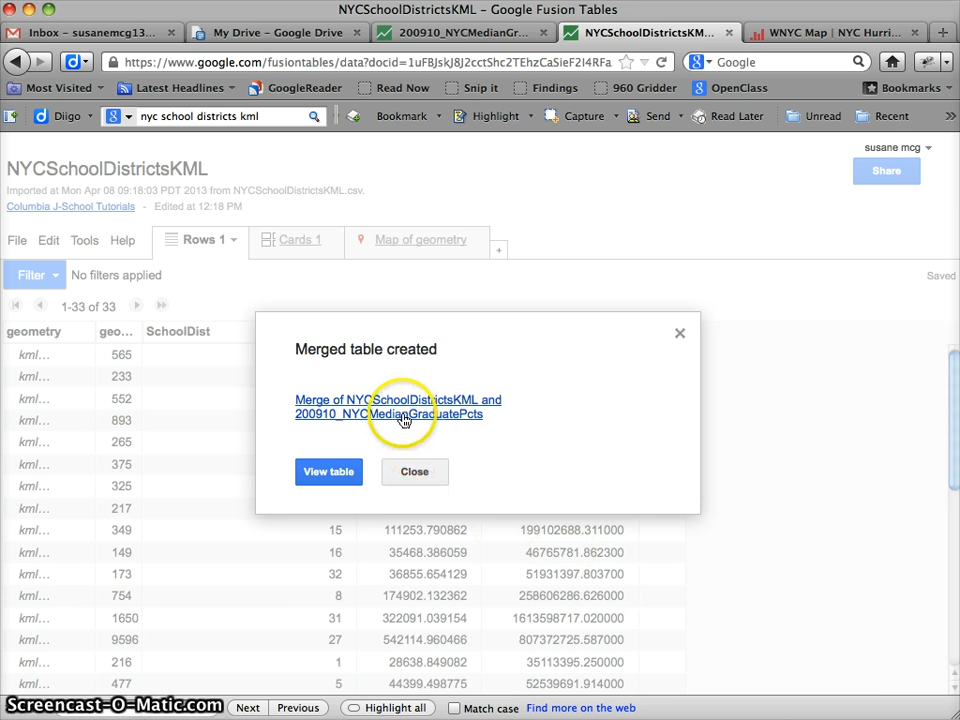 NYCSchoolDistrictsKML - Google Fusion Tables
Inbox - susanemcg13... × My Drive - Google Drive × 200910_NYCMedianGr... × NYCSchoolDistrictsKM... × WNYC Map | NYC Hurri... × +
https://www.google.com/fusiontables/data?docid=1uFBJskJ8J2cctShc2TEhzCaSieF2I4RFa Google
Most Visited Latest Headlines GoogleReader Read Now Snip it Findings 960 Gridder OpenClass Bookmarks
Diigo nyc school districts kml Bookmark Highlight Capture Send Read Later Unread Recent »
susane mcg
NYCSchoolDistrictsKML
Share
Imported at Mon Apr 08 09:18:03 PDT 2013 from NYCSchoolDistrictsKML.csv.
Columbia J-School Tutorials - Edited at 12:18 PM
File Edit Tools Help Rows 1 Cards 1 Map of geometry +
Filter No filters applied Saved
1-33 of 33
geometry geo... SchoolDist
kml... 565
kml... 233
kml... 552
kml... 893
kml... 265
kml... 375
kml... 325
kml... 217
kml... 349 15 111253.790862 199102688.311000
kml... 149 16 35468.386059 46765781.862300
kml... 173 32 36855.654129 51931397.803700
kml... 754 8 174902.132362 258606286.626000
kml... 1650 31 322091.039154 1613598717.020000
kml... 9596 27 542114.960466 807372725.587000
kml... 216 1 28638.849082 35113395.250000
kml... 477 5 44399.498775 52539691.914000
Merged table created ×
Merge of NYCSchoolDistrictsKML and
200910_NYCMedianGraduatePcts
View table Close
Screencast-O-Matic.com Next Previous Highlight all Match case Find more on the web